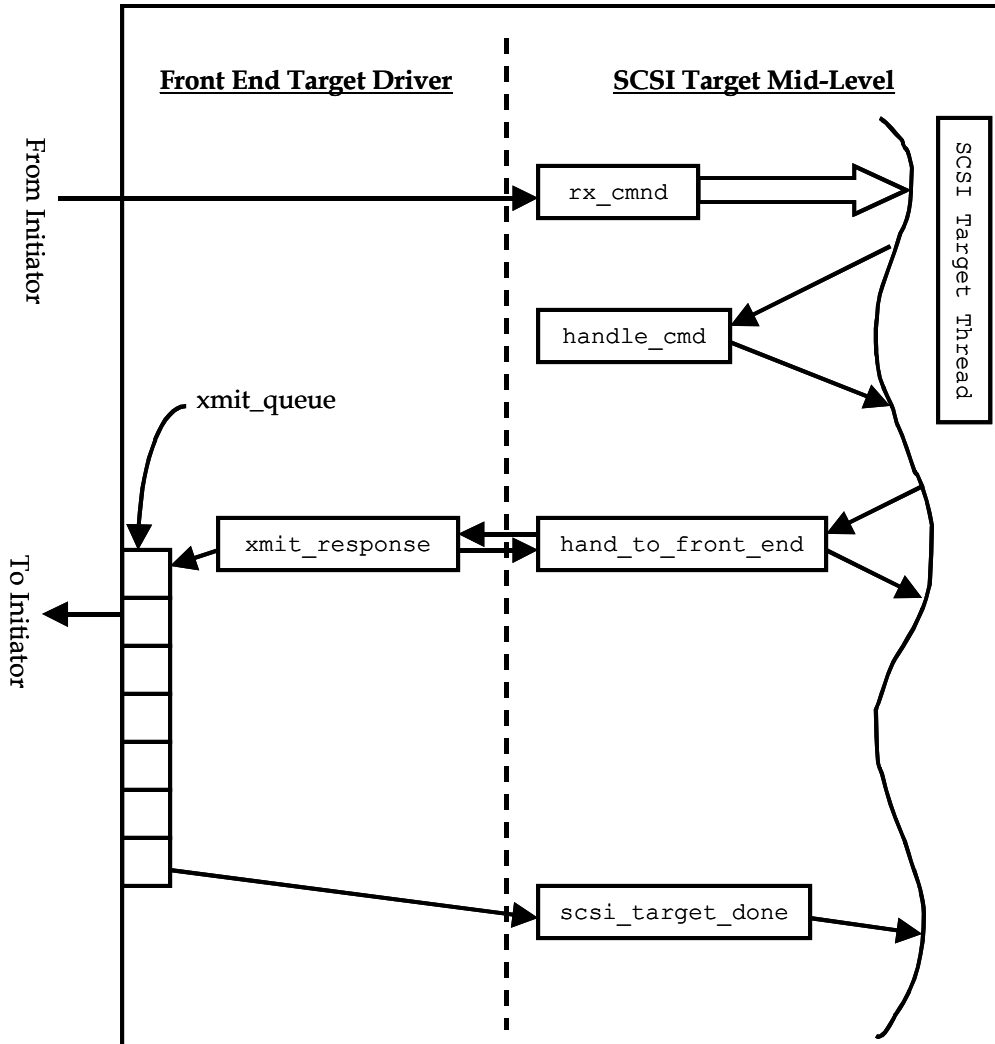 Front End Target Driver
SCSI Target Mid-Level
From Initiator
rx_cmnd
SCSI Target Thread
handle_cmd
xmit_queue
xmit_response
hand_to_front_end
To Initiator
scsi_target_done